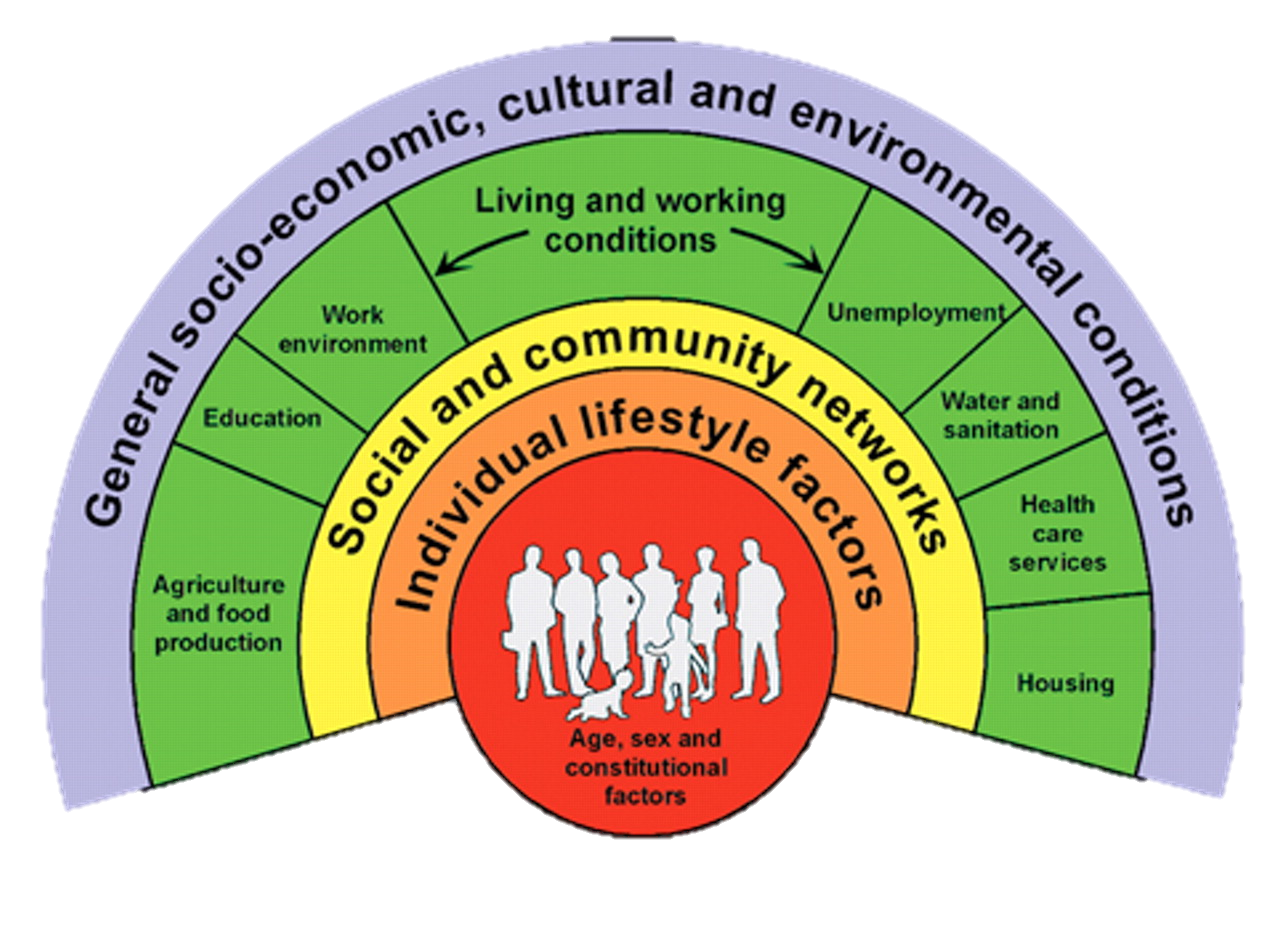 General socio-economic, cultural and environmental conditions
Living and working
conditions
Work
environment
Education
Agriculture
and food
production
Unemployment
Water and
sanitation
Health
care
services
Housing
Social and community networks
Individual lifestyle factors
Age, sex and
constitutional
factors